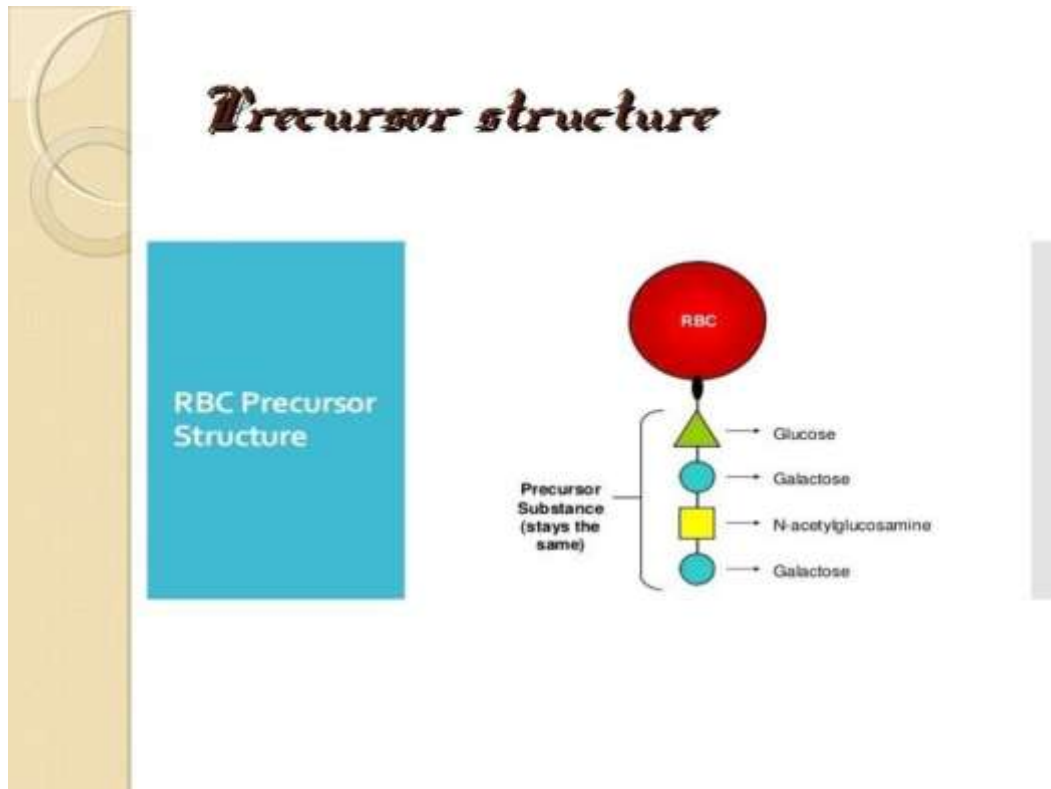 Precursor structure
RBC Precursor
Structure
RBC
Precursor
Substance
(stays the
same)
Glucose
Galactose
N-acetylglucosamine
Galactose